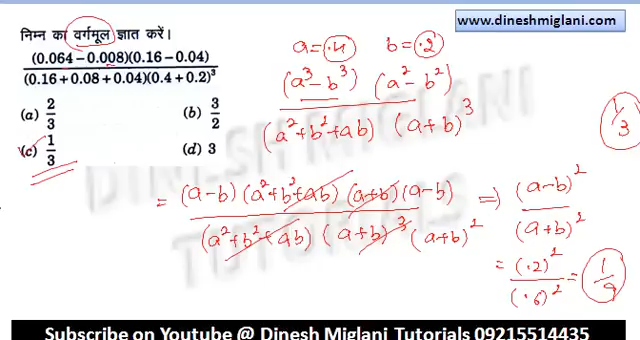 www.dineshmiglani.com
निम्न का वर्गमूल ज्ञात करें।
(0.064 – 0.008)(0.16 – 0.04)
(0.16 + 0.08 + 0.04)(0.4 + 0.2)³
(a) 2/3 (b) 3/2
(c) 1/3 (d) 3
a = .4 b = .2
(a³ – b³) (a² – b²)
(a² + b² + ab) (a + b)³
1/3
= (a – b) (a² + b² + ab) (a + b) (a – b)
(a² + b² + ab) (a + b)³ (a + b)²
⇒ (a – b)²
(a + b)²
= (.2)²/(.6)² = 1/9
DINESH MIGLANI
TUTORIALS
Subscribe on Youtube @ Dinesh Miglani Tutorials 09215514435